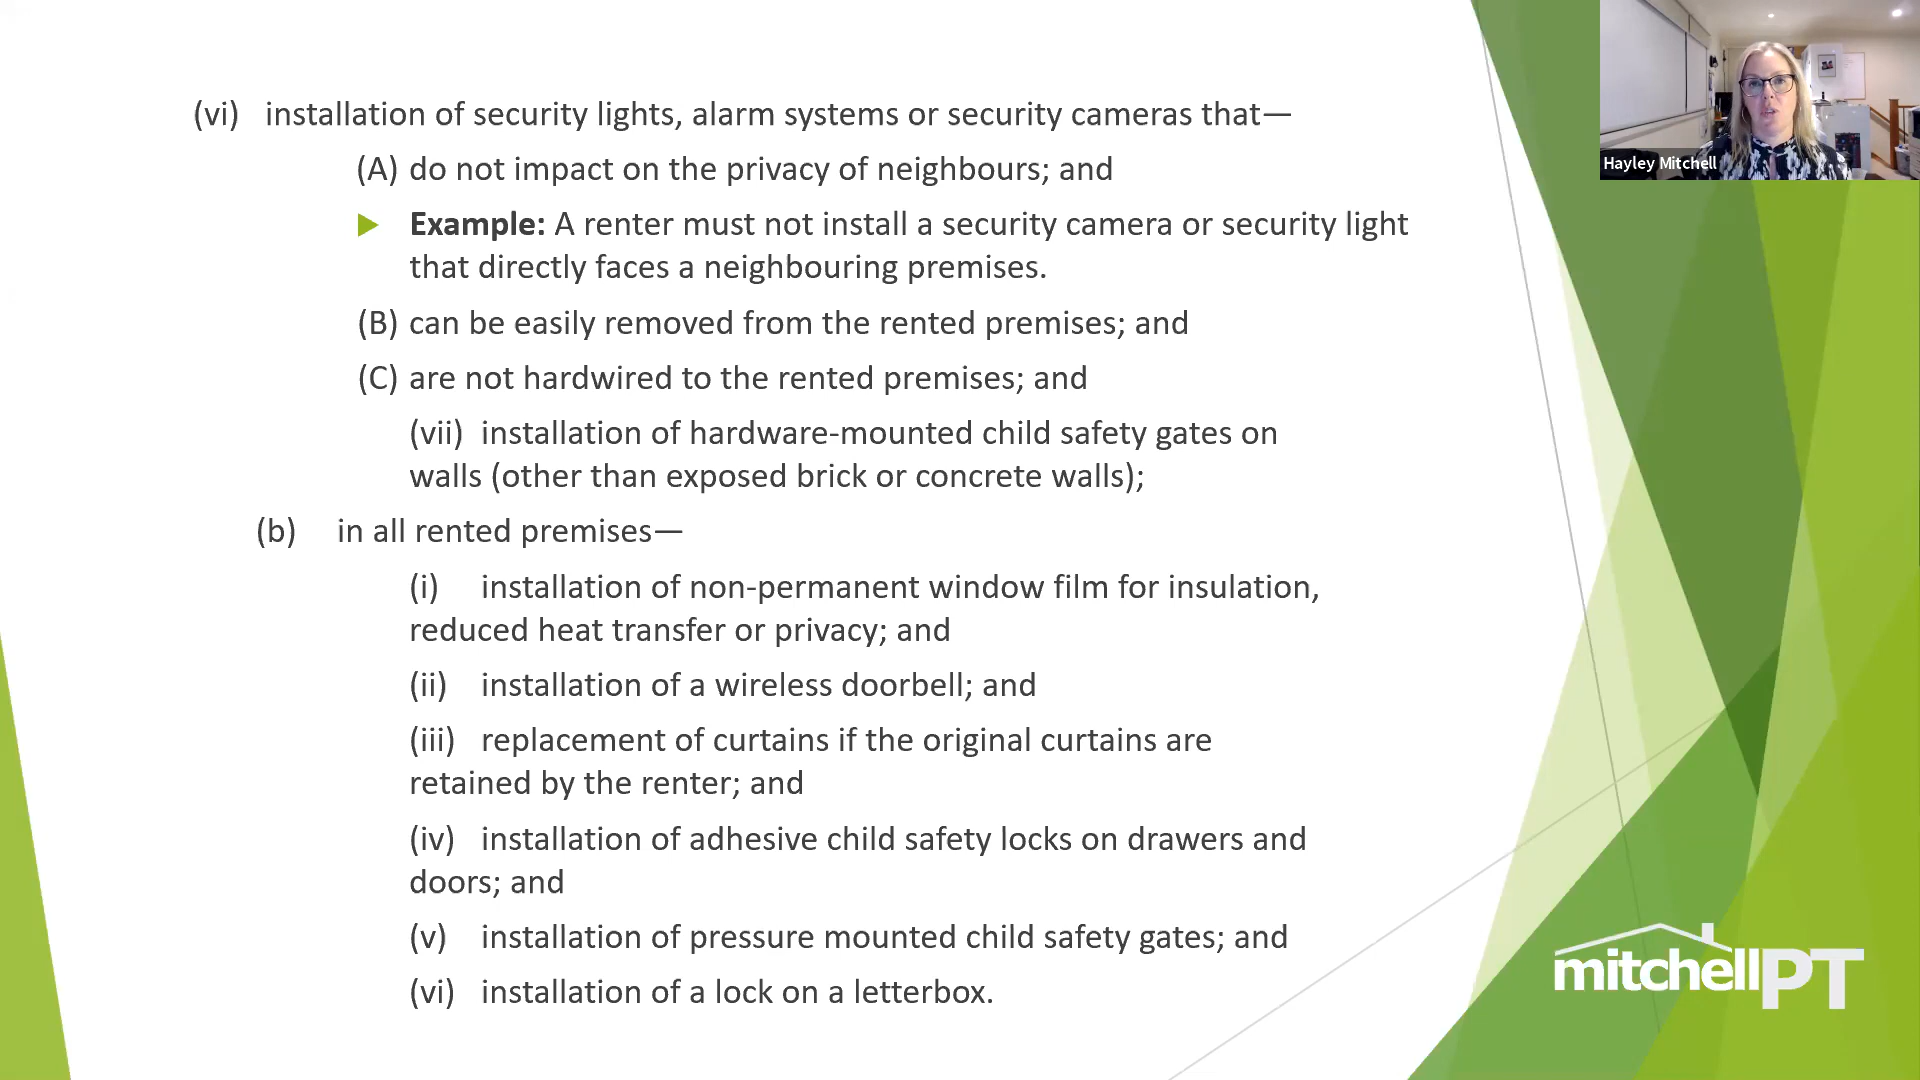 (vi) installation of security lights, alarm systems or security cameras that—
(A) do not impact on the privacy of neighbours; and
Example: A renter must not install a security camera or security light
that directly faces a neighbouring premises.
(B) can be easily removed from the rented premises; and
(C) are not hardwired to the rented premises; and
(vii) installation of hardware-mounted child safety gates on
walls (other than exposed brick or concrete walls);
(b) in all rented premises—
(i) installation of non-permanent window film for insulation,
reduced heat transfer or privacy; and
(ii) installation of a wireless doorbell; and
(iii) replacement of curtains if the original curtains are
retained by the renter; and
(iv) installation of adhesive child safety locks on drawers and
doors; and
(v) installation of pressure mounted child safety gates; and
(vi) installation of a lock on a letterbox.
Hayley Mitchell
mitchellPT